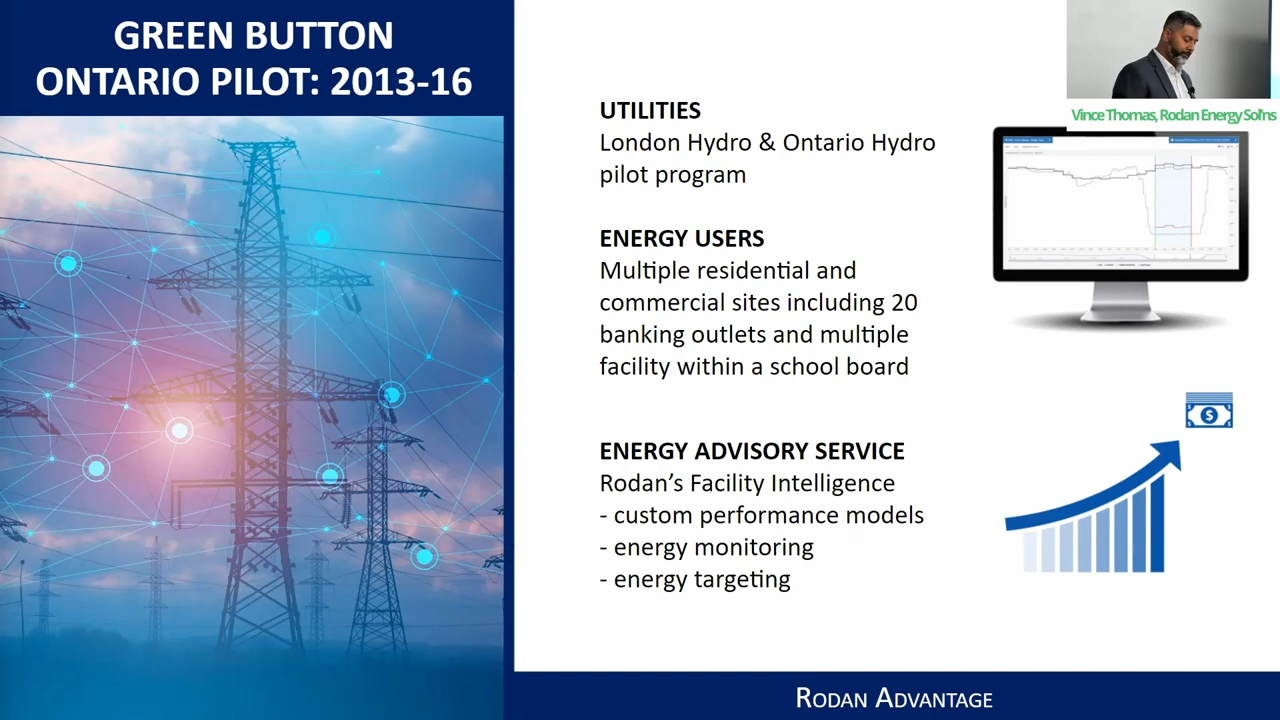 GREEN BUTTON
ONTARIO PILOT: 2013-16
Vince Thomas, Rodan Energy Sol'ns
UTILITIES
London Hydro & Ontario Hydro
pilot program
ENERGY USERS
Multiple residential and
commercial sites including 20
banking outlets and multiple
facility within a school board
ENERGY ADVISORY SERVICE
Rodan’s Facility Intelligence
- custom performance models
- energy monitoring
- energy targeting
$
RODAN ADVANTAGE